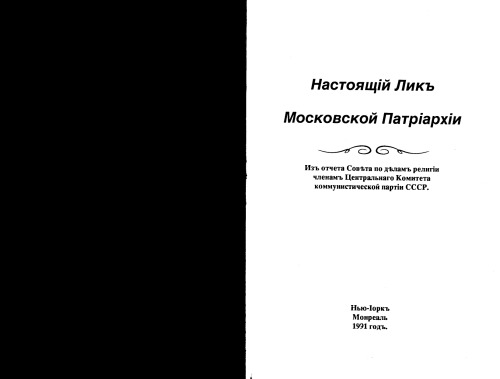 Настоящій Ликъ
Московской Патріархіи
Изъ отчета Совѣта по дѣламъ религіи
членамъ Центральнаго Комитета
коммунистической партіи СССР.
Нью-Іоркъ
Монреаль
1991 годъ.